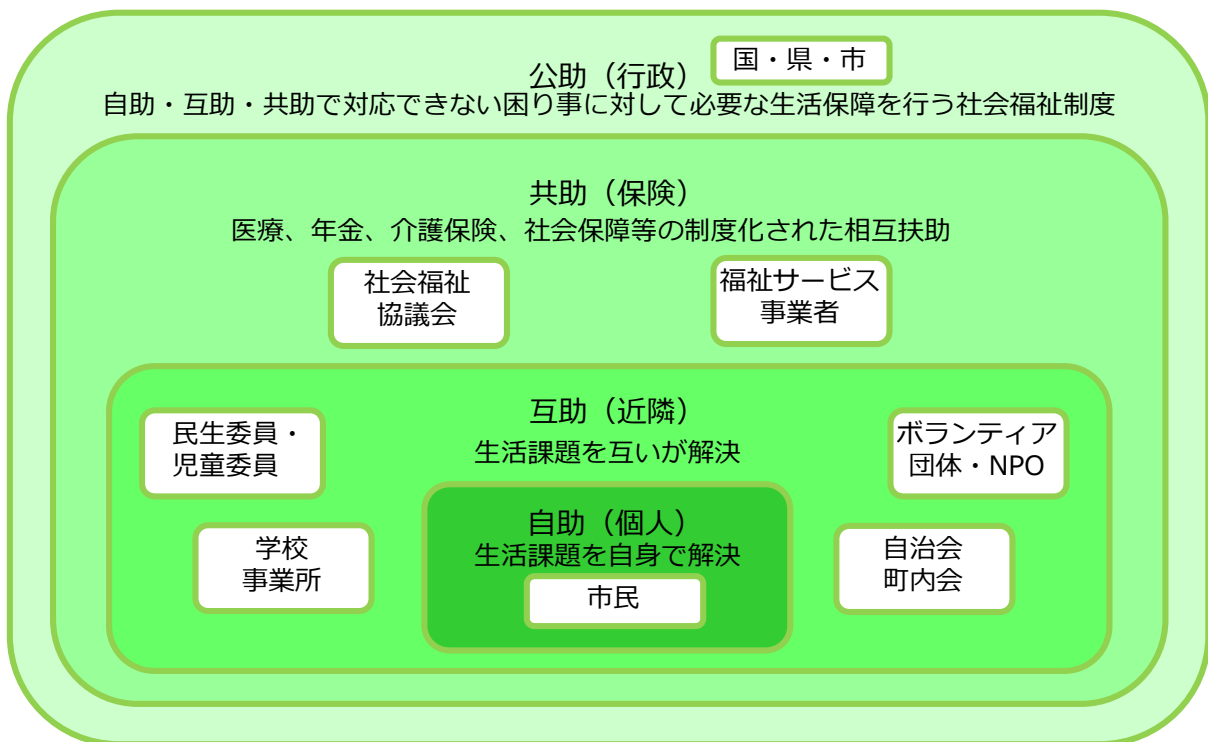 公助（行政）
国・県・市
自助・互助・共助で対応できない困り事に対して必要な生活保障を行う社会福祉制度
共助（保険）
医療、年金、介護保険、社会保障等の制度化された相互扶助
社会福祉
協議会
福祉サービス
事業者
互助（近隣）
生活課題を互いが解決
民生委員・
児童委員
ボランティア
団体・NPO
学校
事業所
自治会
町内会
自助（個人）
生活課題を自身で解決
市民